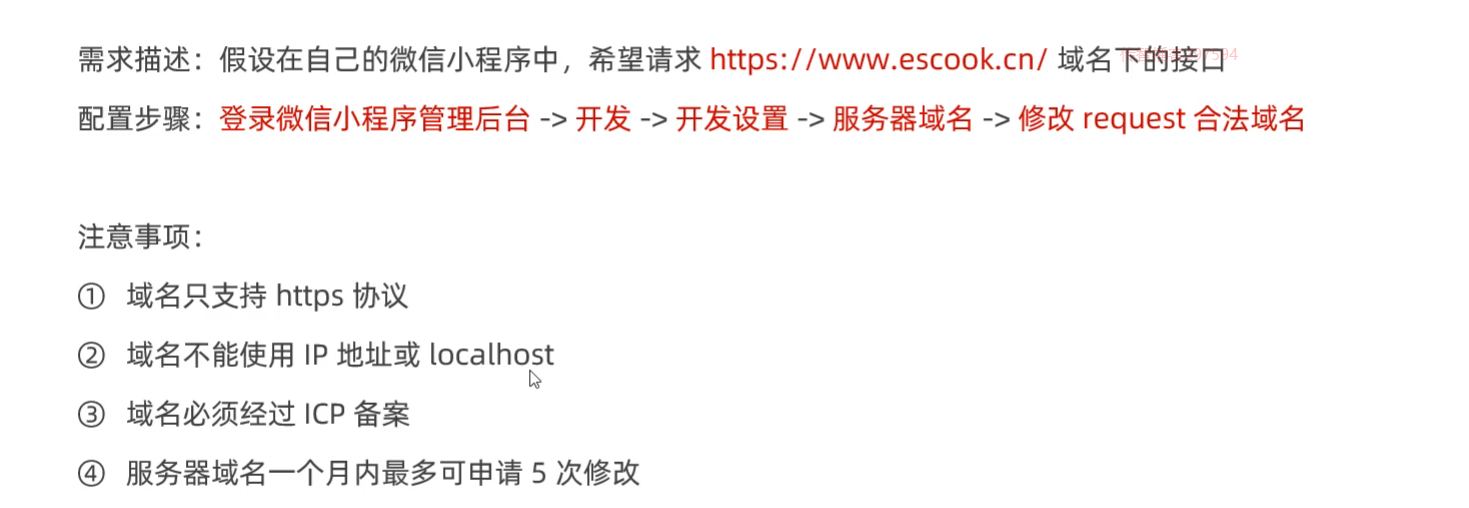 需求描述：假设在自己的微信小程序中，希望请求 https://www.escook.cn/ 域名下的接口
配置步骤：登录微信小程序管理后台 -> 开发 -> 开发设置 -> 服务器域名 -> 修改 request 合法域名
注意事项：
① 域名只支持 https 协议
② 域名不能使用 IP 地址或 localhost
③ 域名必须经过 ICP 备案
④ 服务器域名一个月内最多可申请 5 次修改